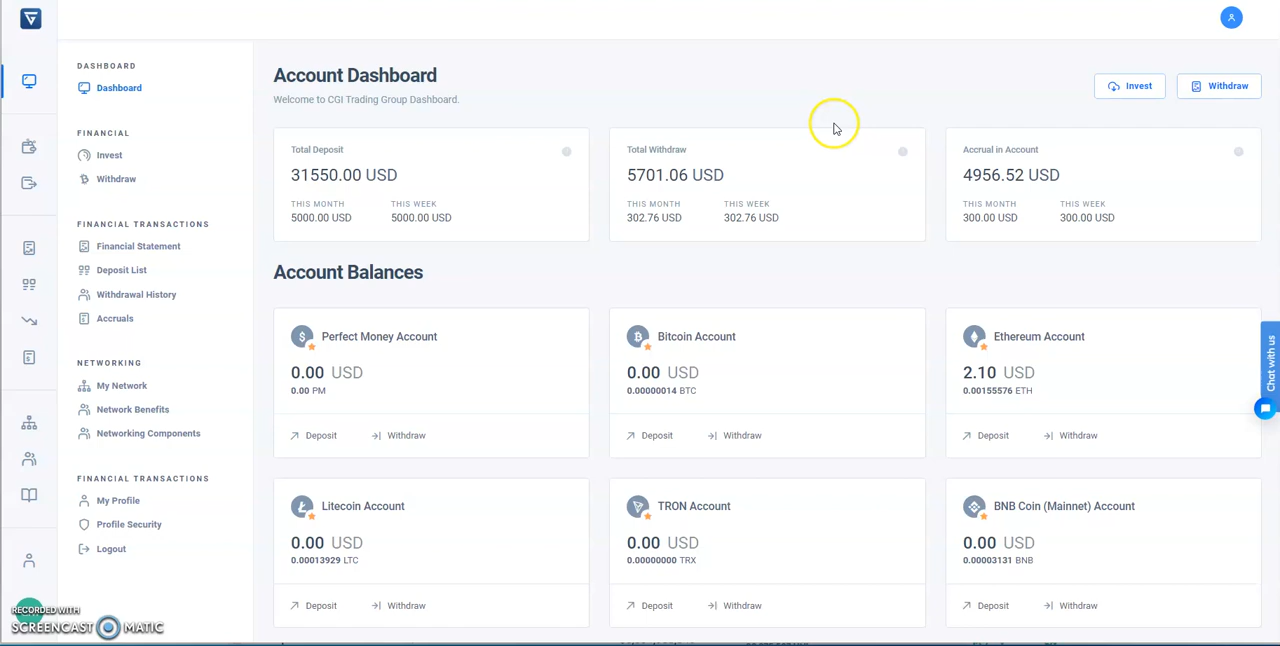 DASHBOARD
Dashboard
FINANCIAL
Invest
Withdraw
FINANCIAL TRANSACTIONS
Financial Statement
Deposit List
Withdrawal History
Accruals
NETWORKING
My Network
Network Benefits
Networking Components
FINANCIAL TRANSACTIONS
My Profile
Profile Security
Logout
RECORDED WITH
SCREENCAST MATIC
Account Dashboard
Welcome to CGI Trading Group Dashboard.
Invest
Withdraw
Total Deposit
31550.00 USD
THIS MONTH THIS WEEK
5000.00 USD 5000.00 USD
Total Withdraw
5701.06 USD
THIS MONTH THIS WEEK
302.76 USD 302.76 USD
Accrual in Account
4956.52 USD
THIS MONTH THIS WEEK
300.00 USD 300.00 USD
Account Balances
Perfect Money Account
0.00 USD
0.00 PM
Deposit Withdraw
Bitcoin Account
0.00 USD
0.00000014 BTC
Deposit Withdraw
Ethereum Account
2.10 USD
0.00155576 ETH
Deposit Withdraw
Litecoin Account
0.00 USD
0.00013929 LTC
Deposit Withdraw
TRON Account
0.00 USD
0.00000000 TRX
Deposit Withdraw
BNB Coin (Mainnet) Account
0.00 USD
0.00003131 BNB
Deposit Withdraw
Chat with us